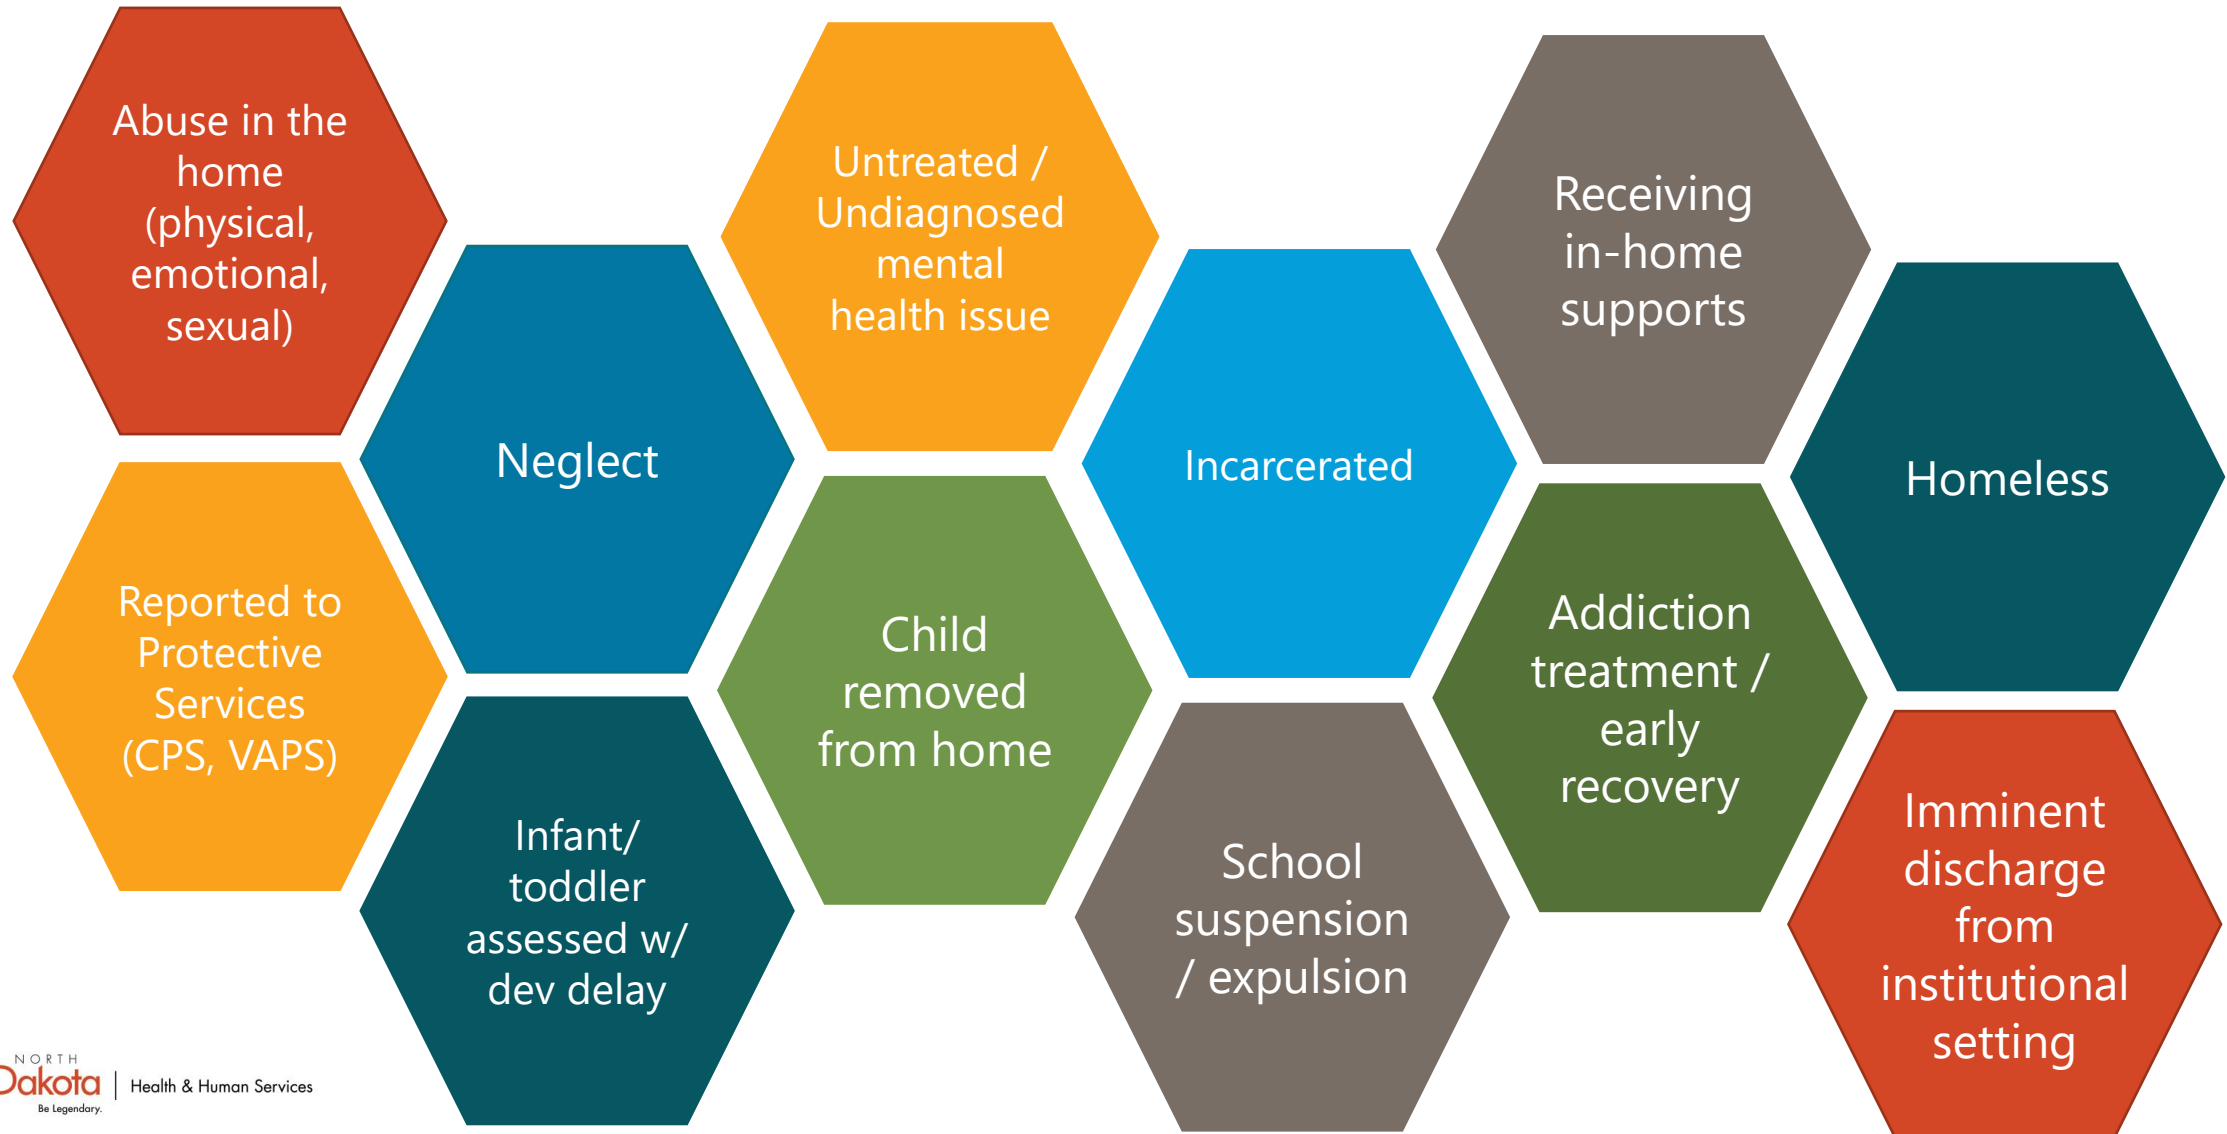 Abuse in the
home
(physical,
emotional,
sexual)
Neglect
Untreated /
Undiagnosed
mental
health issue
Incarcerated
Receiving
in-home
supports
Homeless
Reported to
Protective
Services
(CPS, VAPS)
Infant/
toddler
assessed w/
dev delay
Child
removed
from home
School
suspension
/ expulsion
Addiction
treatment /
early
recovery
Imminent
discharge
from
institutional
setting
NORTH
Dakota
Be Legendary.
Health & Human Services